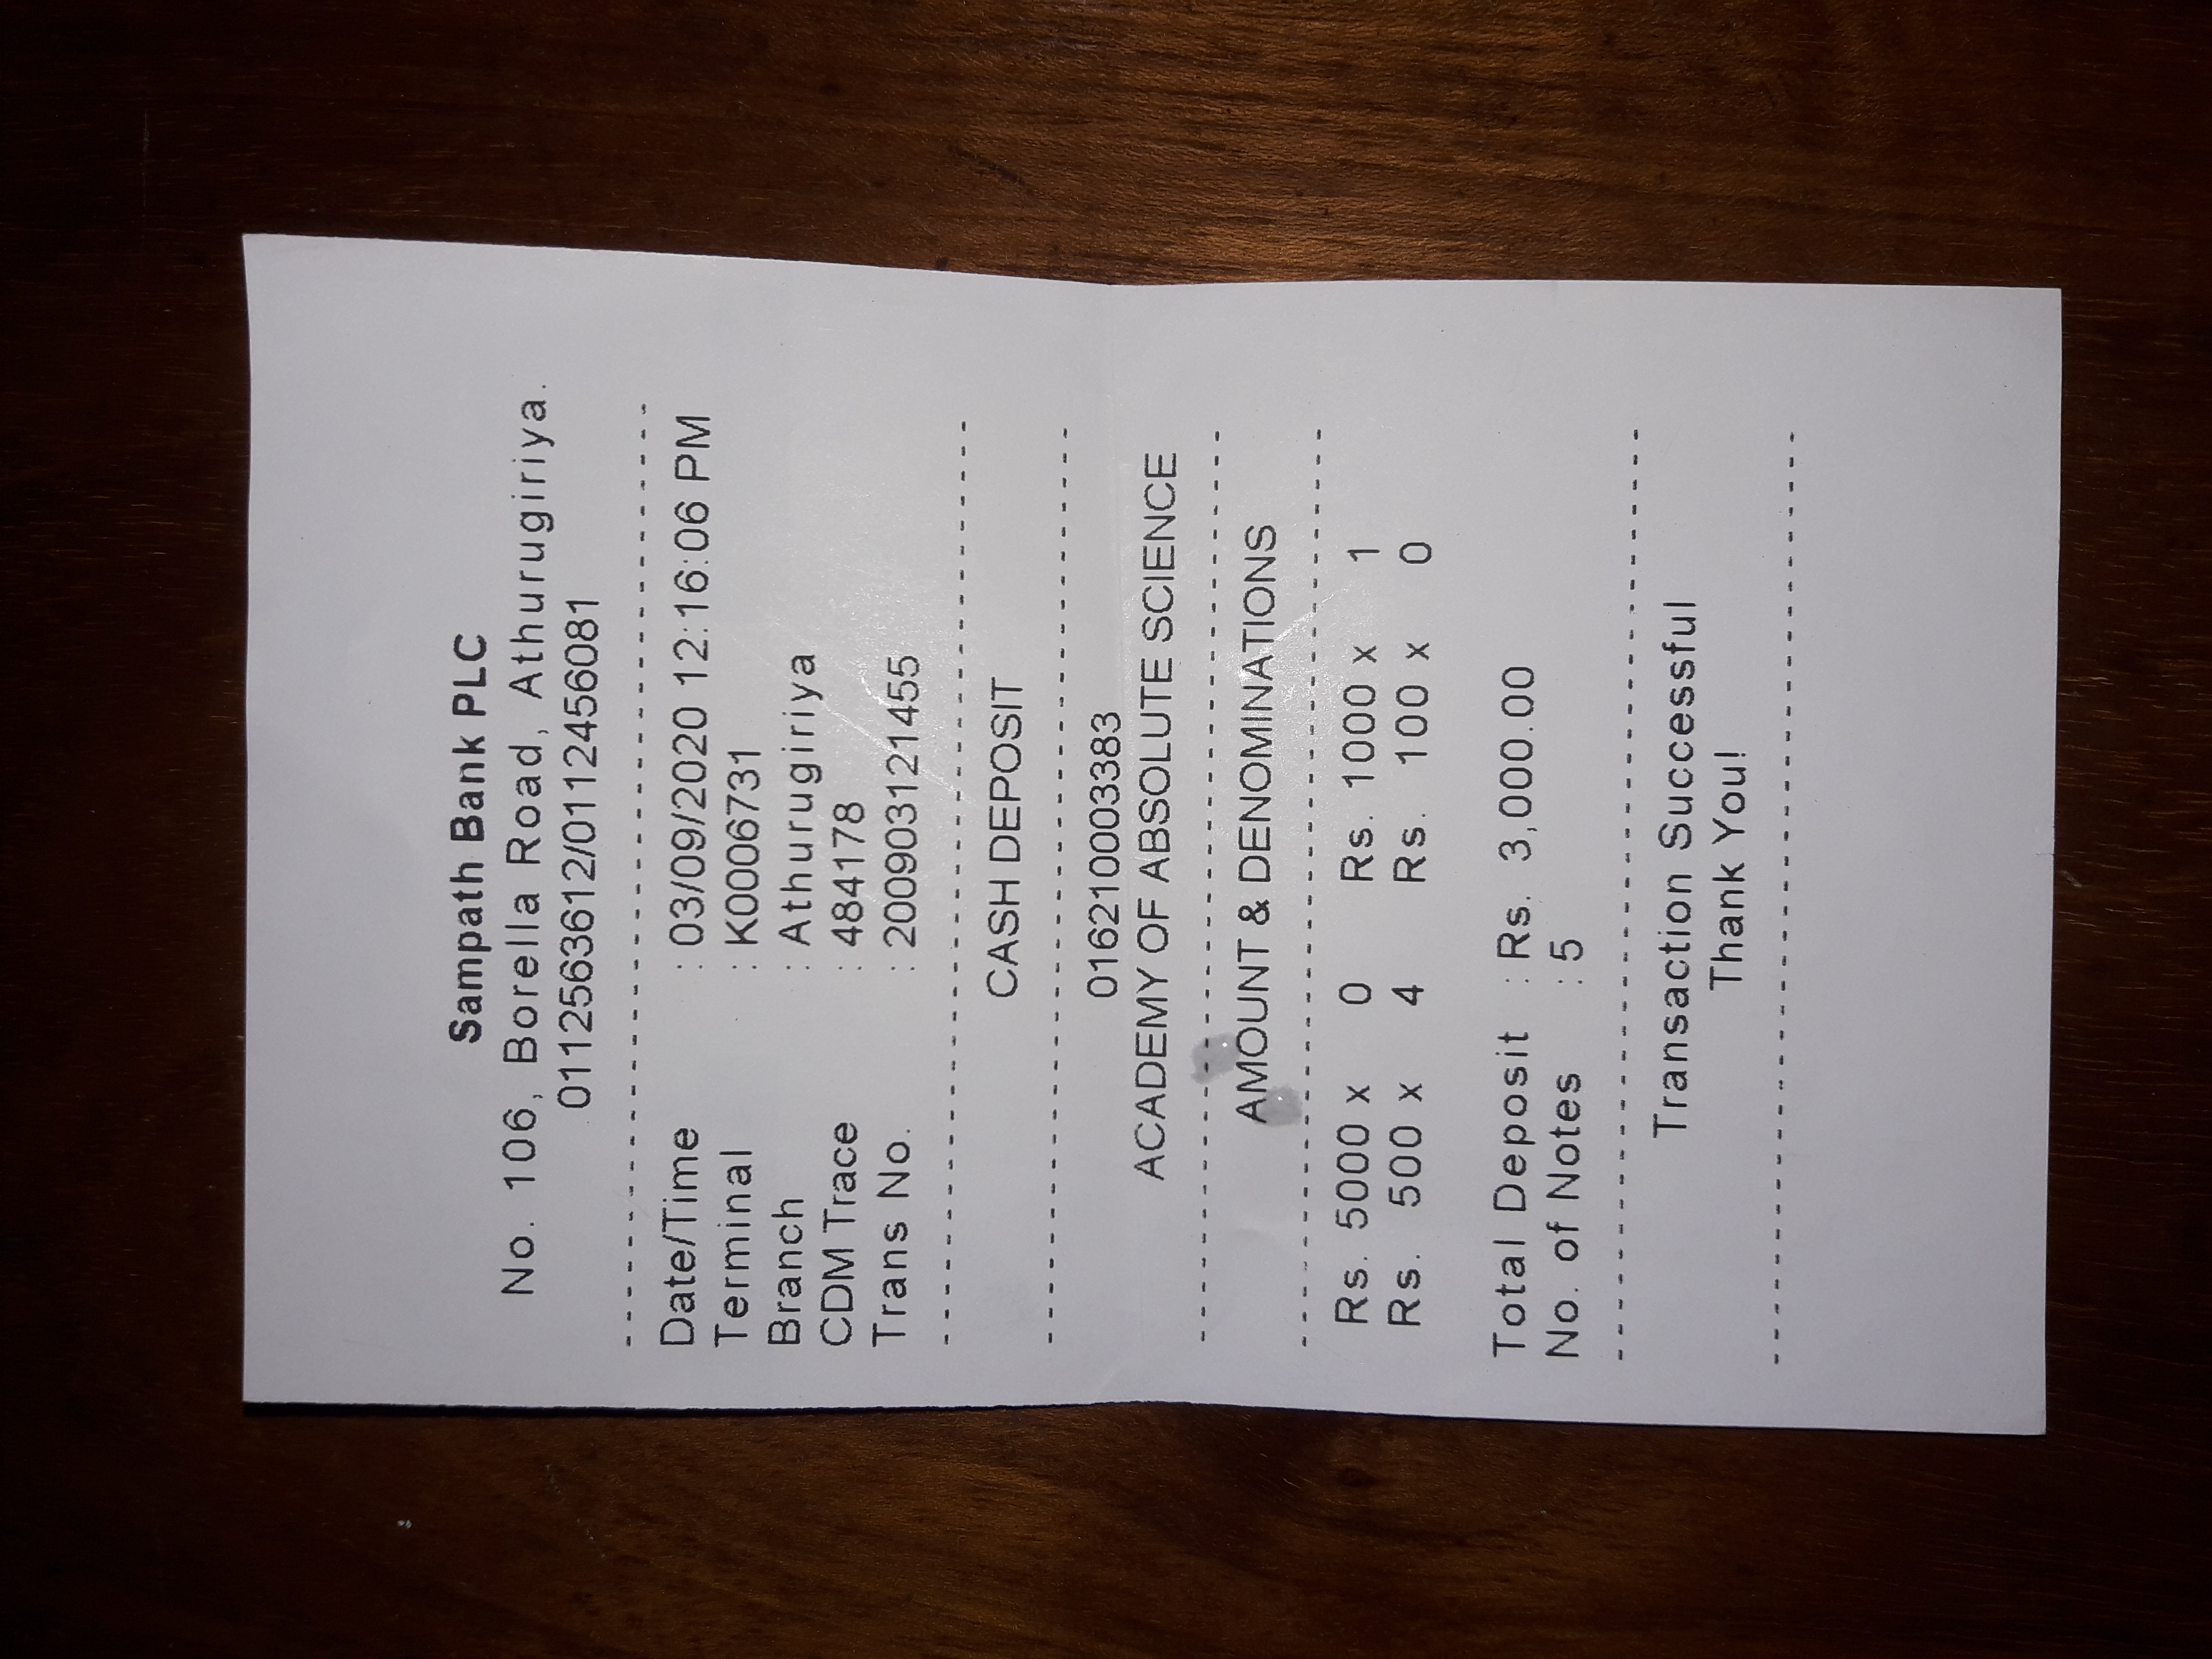 Sampath Bank PLC
No. 106, Borella Road, Athurugiriya.
0112563612/0112456081
Date/Time : 03/09/2020 12:16:06 PM
Terminal : K0006731
Branch : Athurugiriya
CDM Trace : 484178
Trans No. : 200903121455
CASH DEPOSIT
016210003383
ACADEMY OF ABSOLUTE SCIENCE
AMOUNT & DENOMINATIONS
Rs. 5000 x 0 Rs. 1000 x 1
Rs. 500 x 4 Rs. 100 x 0
Total Deposit : Rs. 3,000.00
No. of Notes : 5
Transaction Successful
Thank You!